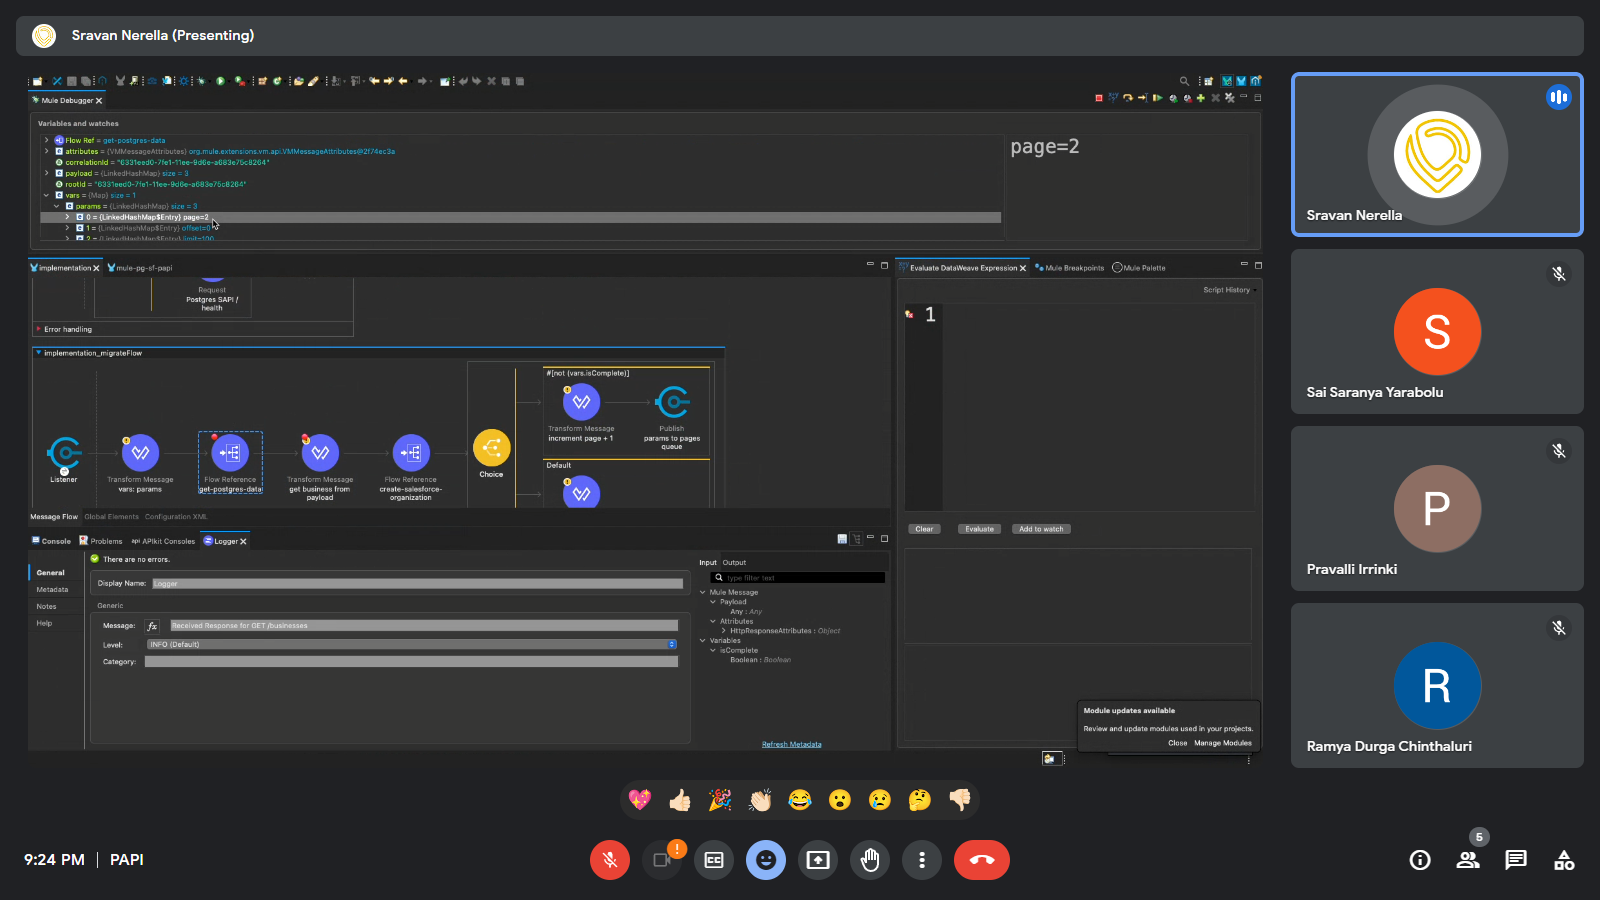 Sravan Nerella (Presenting)
Mule Debugger
Variables and watches
Flow Ref = get-postgres-data
attributes = {VMMessageAttributes} org.mule.extensions.vm.api.VMMessageAttributes@2f74ec3a
correlationId = "6331eed0-7fe1-11ee-9d6e-a683e75c8264"
payload = {LinkedHashMap} size = 3
rootId = "6331eed0-7fe1-11ee-9d6e-a683e75c8264"
vars = {Map} size = 1
params = {LinkedHashMap} size = 3
0 = {LinkedHashMap$Entry} page=2
1 = {LinkedHashMap$Entry} offset=0
2 = {LinkedHashMap$Entry} limit=100
page=2
implementation
mule-pg-sf-papi
Request
Postgres SAPI /
health
Error handling
implementation_migrateFlow
Listener
Transform Message
vars: params
Flow Reference
get-postgres-data
Transform Message
get business from
payload
Flow Reference
create-salesforce-
organization
Choice
#[not (vars.isComplete)]
Transform Message
increment page + 1
Publish
params to pages
queue
Default
Message Flow Global Elements Configuration XML
Evaluate DataWeave Expression
Mule Breakpoints
Mule Palette
Script History
1
Clear
Evaluate
Add to watch
Console
Problems
api APIkit Consoles
Logger
There are no errors.
General
Metadata
Notes
Help
Display Name: Logger
Generic
Message: fx Received Response for GET /businesses
Level: INFO (Default)
Category:
Input Output
type filter text
Mule Message
Payload
Any : Any
Attributes
HttpResponseAttributes : Object
Variables
isComplete
Boolean : Boolean
Refresh Metadata
Module updates available
Review and update modules used in your projects.
Close Manage Modules
Sravan Nerella
S
Sai Saranya Yarabolu
P
Pravalli Irrinki
R
Ramya Durga Chinthaluri
9:24 PM | PAPI
5